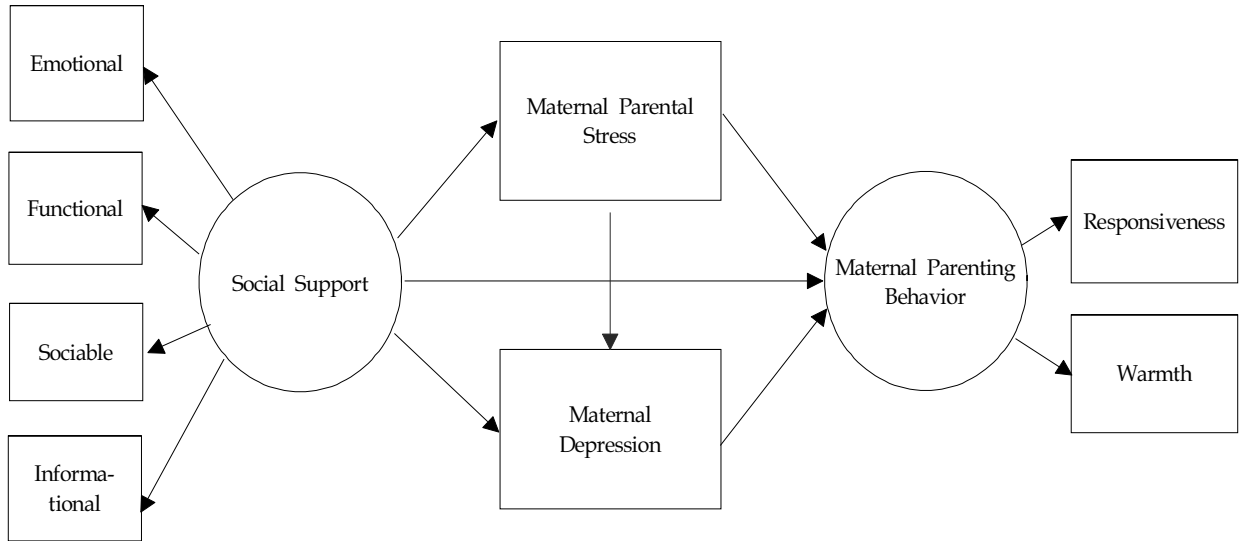 Emotional
Functional
Sociable
Informa-
tional
Social Support
Maternal Parental
Stress
Maternal
Depression
Maternal Parenting
Behavior
Responsiveness
Warmth